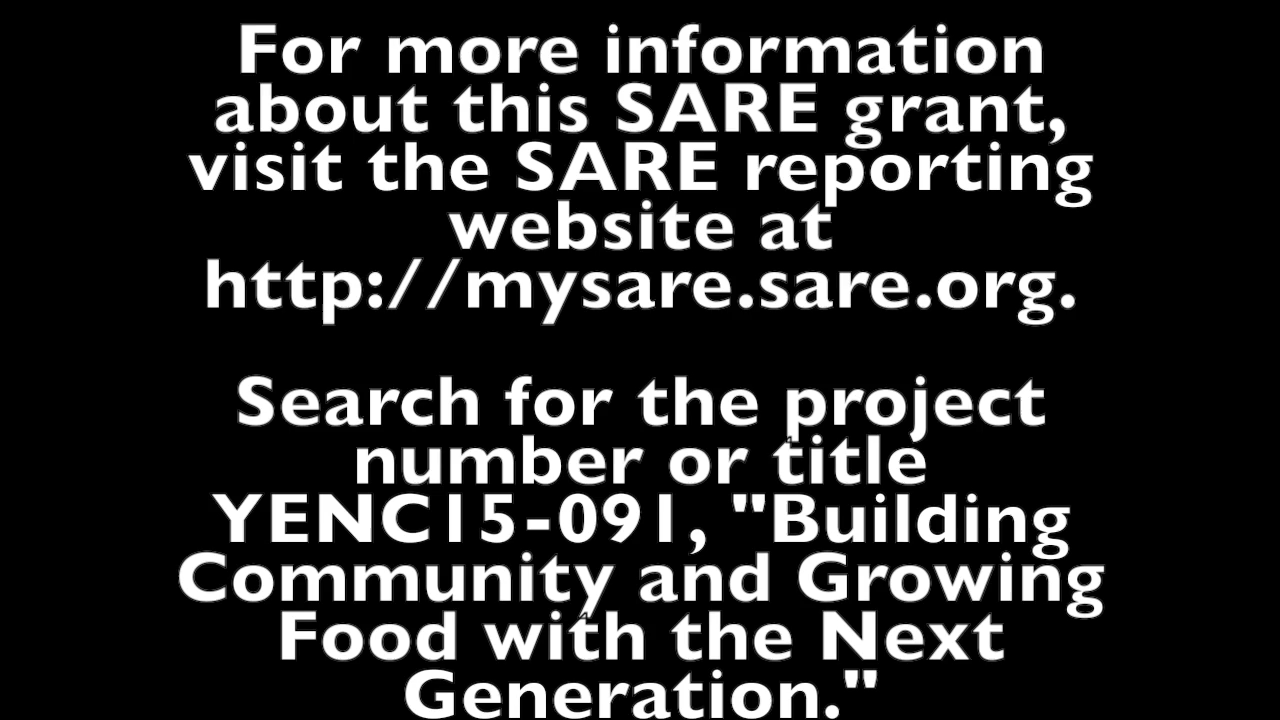 For more information
about this SARE grant,
visit the SARE reporting
website at
http://mysare.sare.org.
Search for the project
number or title
YENC15-091, "Building
Community and Growing
Food with the Next
Generation."